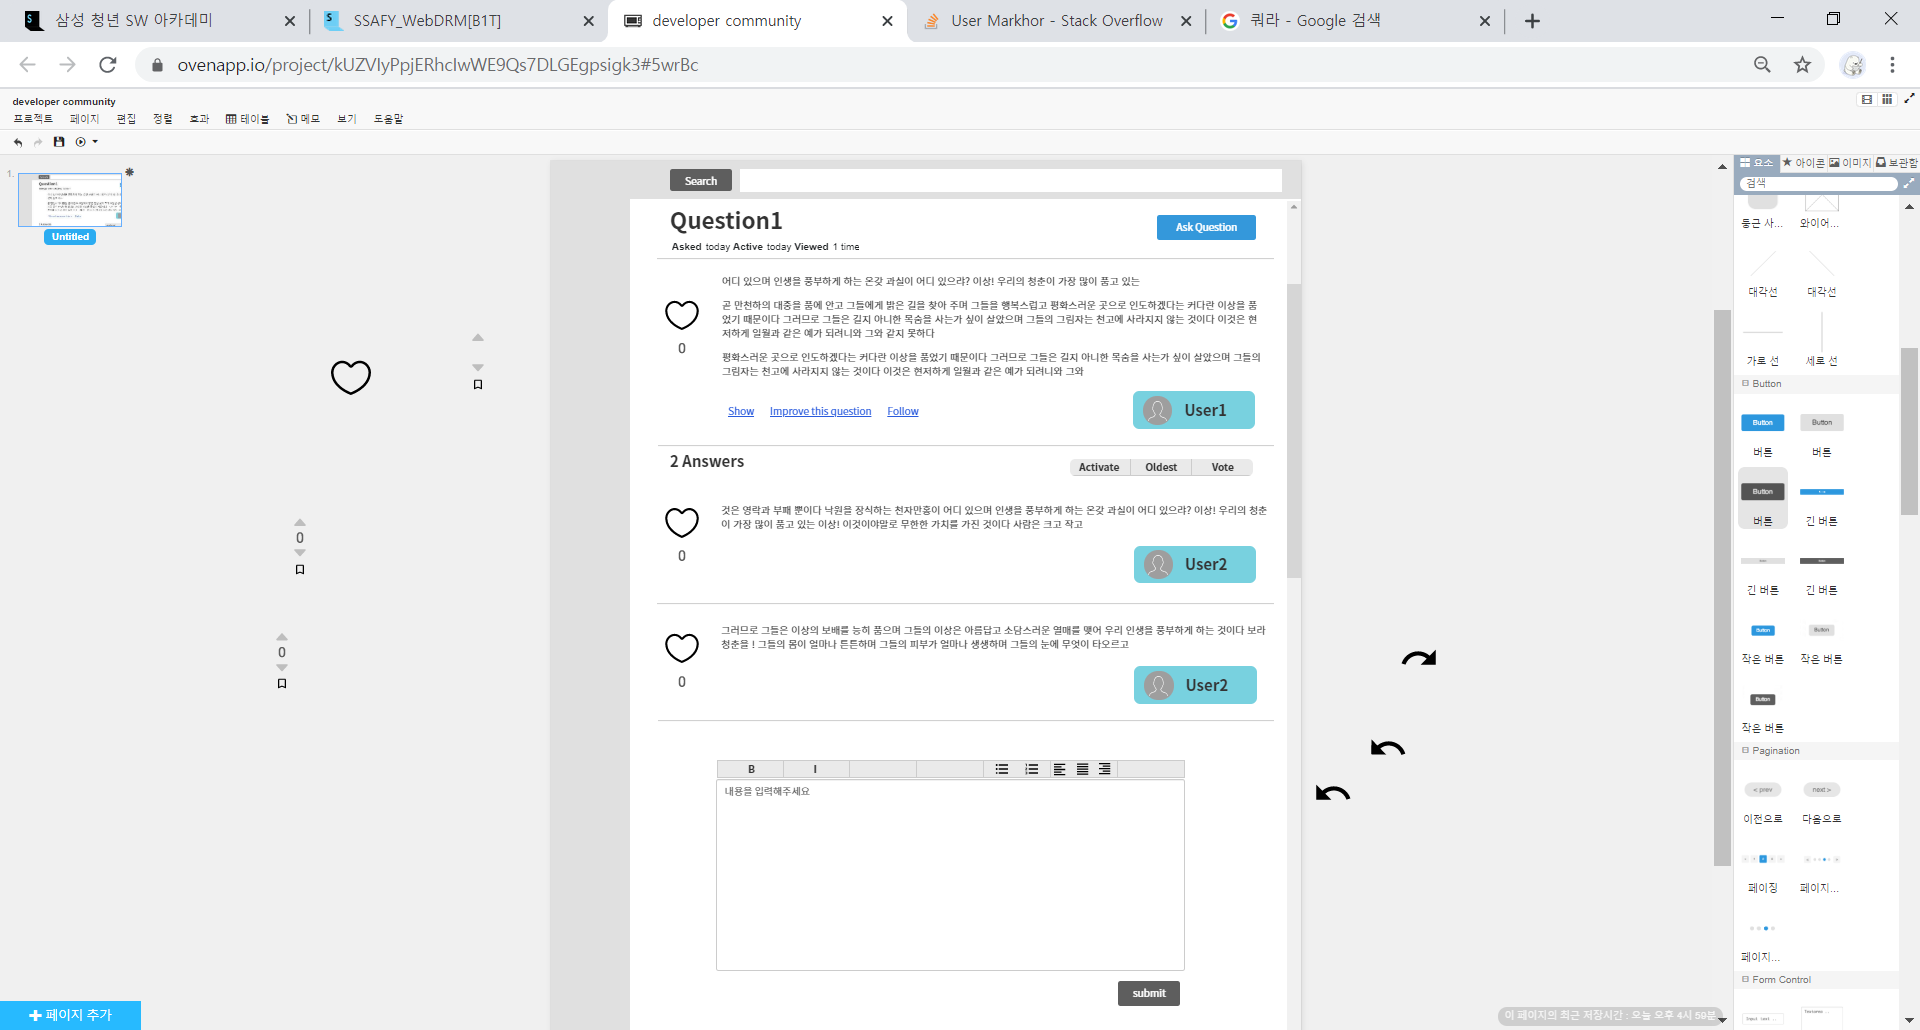 삼성 청년 SW 아카데미
SSAFY_WebDRM[B1T]
developer community
User Markhor - Stack Overflow
쿼라 - Google 검색
ovenapp.io/project/kUZVIyPpjERhcIwWE9Qs7DLGEgpsigk3#5wrBc
developer community
프로젝트 페이지 편집 정렬 효과 테이블 메모 보기 도움말
1.
Untitled
Search
Question1
Ask Question
Asked today Active today Viewed 1 time
어디 있으며 인생을 풍부하게 하는 온갖 과실이 어디 있으랴? 이상! 우리의 청춘이 가장 많이 품고 있는
곧 만천하의 대중을 품에 안고 그들에게 밝은 길을 찾아 주며 그들을 행복스럽고 평화스러운 곳으로 인도하겠다는 커다란 이상을 품
었기 때문이다 그러므로 그들은 길지 아니한 목숨을 사는가 싶이 살았으며 그들의 그림자는 천고에 사라지지 않는 것이다 이것은 현
저하게 일월과 같은 예가 되려니와 그와 같지 못하다
0
평화스러운 곳으로 인도하겠다는 커다란 이상을 품었기 때문이다 그러므로 그들은 길지 아니한 목숨을 사는가 싶이 살았으며 그들의
그림자는 천고에 사라지지 않는 것이다 이것은 현저하게 일월과 같은 예가 되려니와 그와
Show Improve this question Follow
User1
2 Answers
Activate Oldest Vote
것은 영락과 부패 뿐이다 낙원을 장식하는 천자만홍이 어디 있으며 인생을 풍부하게 하는 온갖 과실이 어디 있으랴? 이상! 우리의 청춘
이 가장 많이 품고 있는 이상! 이것이야말로 무한한 가치를 가진 것이다 사람은 크고 작고
0
User2
그러므로 그들은 이상의 보배를 능히 품으며 그들의 이상은 아름답고 소담스러운 열매를 맺어 우리 인생을 풍부하게 하는 것이다 보라
청춘을 ! 그들의 몸이 얼마나 튼튼하며 그들의 피부가 얼마나 생생하며 그들의 눈에 무엇이 타오르고
0
User2
B I
내용을 입력해주세요
submit
0
0
페이지 추가
이 페이지의 최근 저장시간 : 오늘 오후 4시 59분
요소 아이콘 이미지 보관함
검색
둥근 사... 와이어...
대각선 대각선
가로 선 세로 선
Button
Button Button
버튼 버튼
Button
버튼 긴 버튼
긴 버튼 긴 버튼
Button Button
작은 버튼 작은 버튼
Button
작은 버튼
Pagination
< prev next >
이전으로 다음으로
페이징 페이지...
페이지...
Form Control